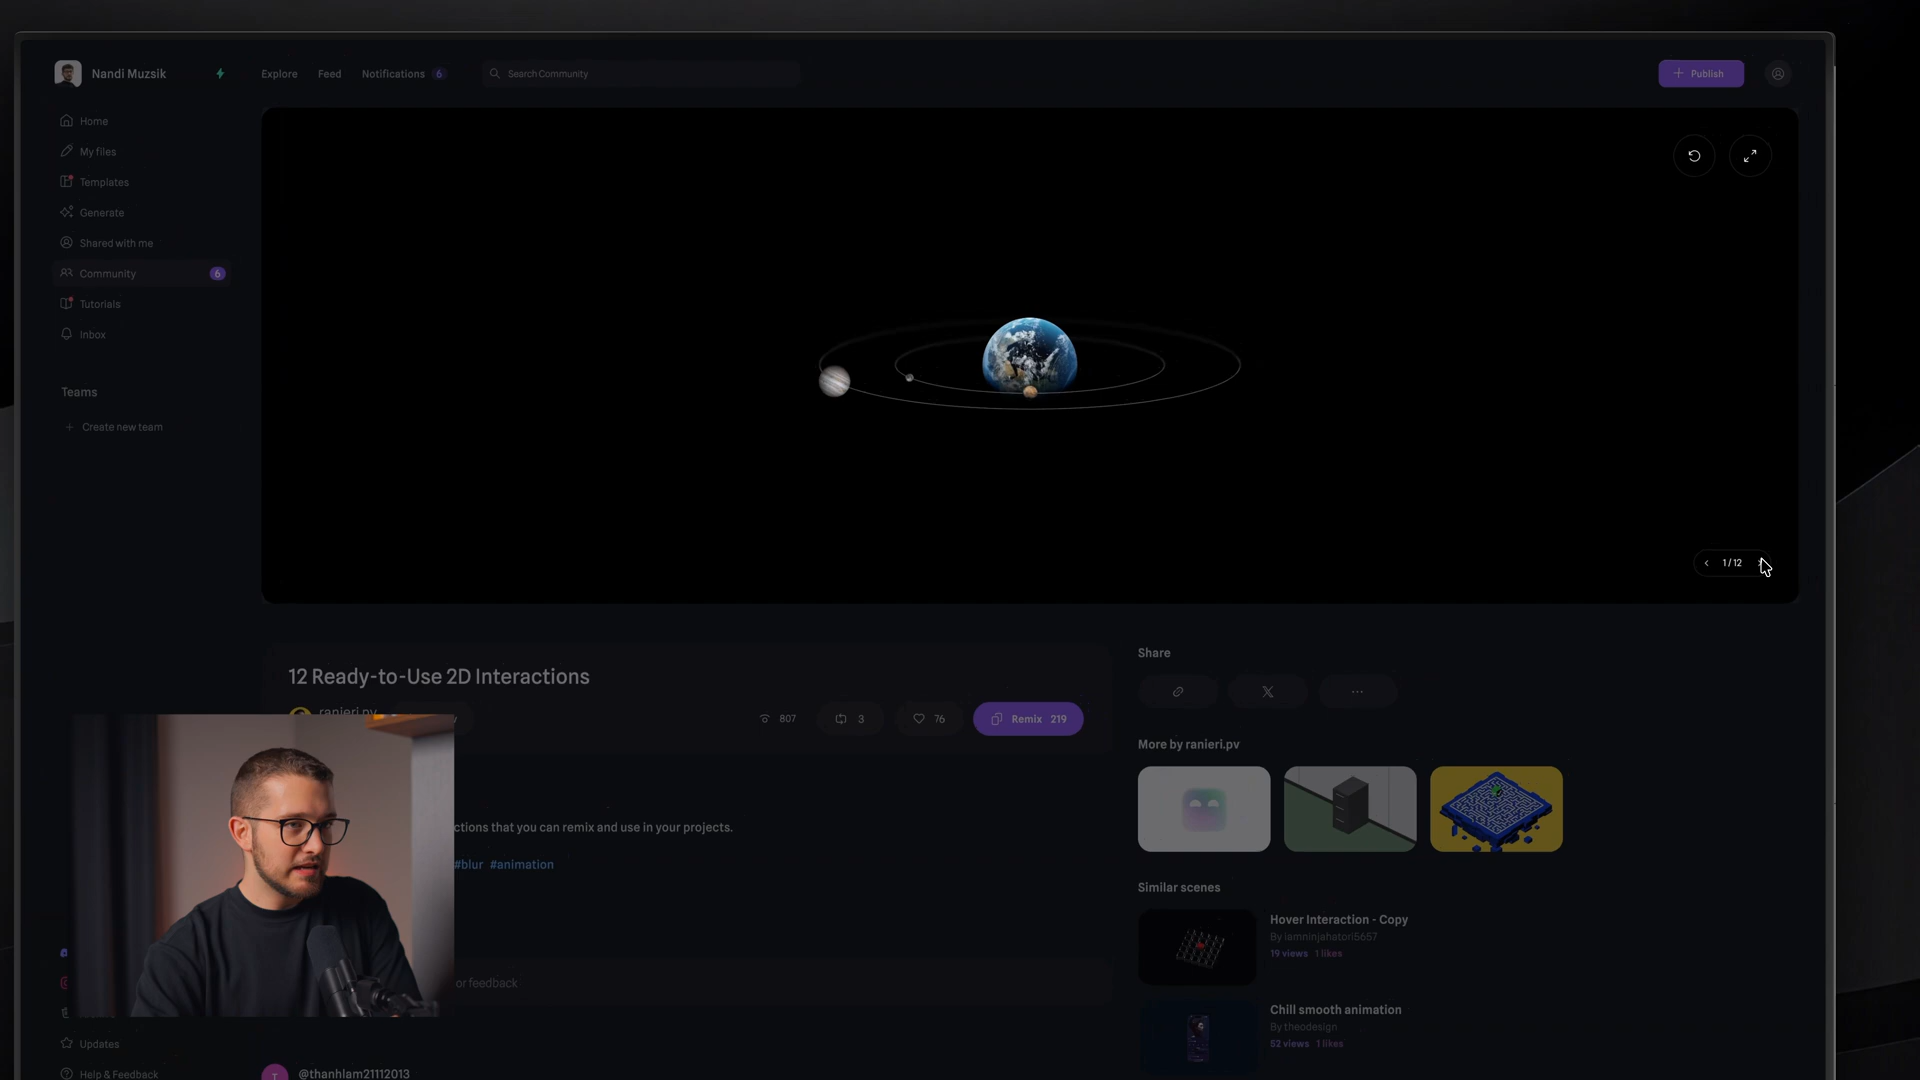 Nandi Muzsik
Explore
Feed
Notifications 6
Search Community
+ Publish
Home
My files
Templates
Generate
Shared with me
Community 6
Tutorials
Inbox
Teams
+ Create new team
1 / 12
12 Ready-to-Use 2D Interactions
ranieri.pv
807
3
76
Remix 219
ctions that you can remix and use in your projects.
#blur #animation
or feedback
Share
More by ranieri.pv
Similar scenes
Hover Interaction - Copy
By iamninjahatori5657
19 views 1 likes
Chill smooth animation
By theodesign
52 views 1 likes
Updates
Help & Feedback
T
@thanhlam21112013